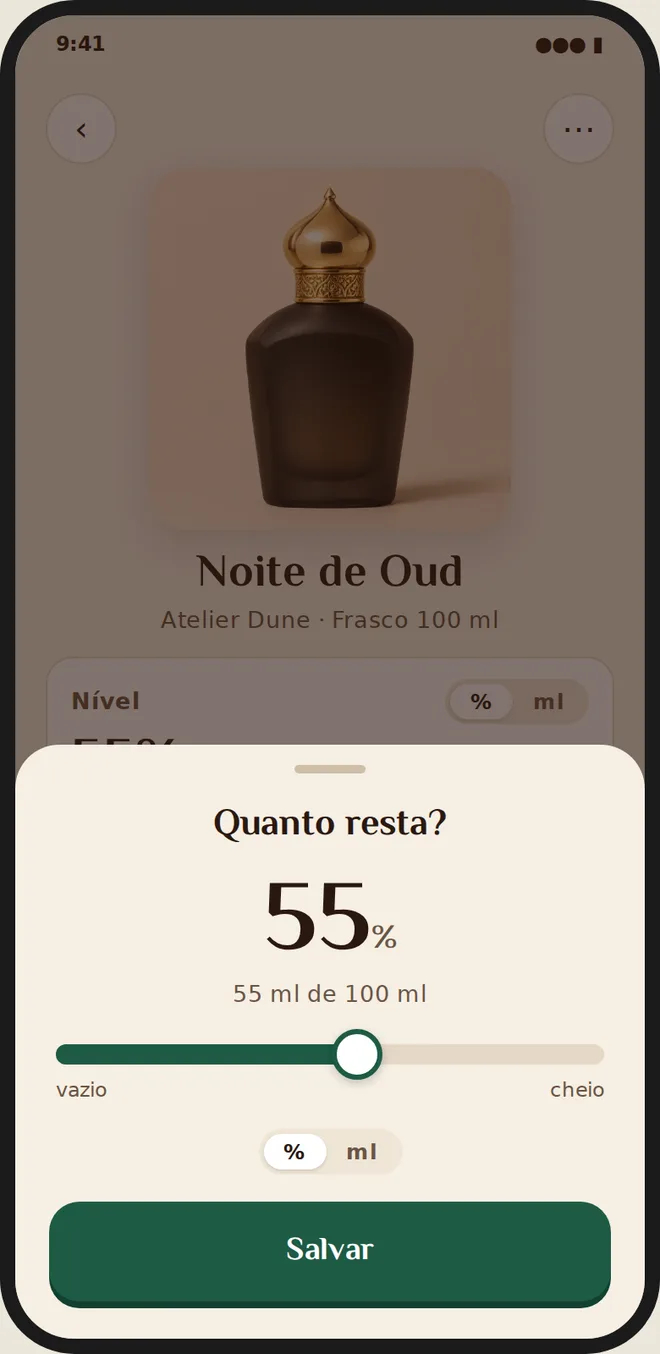 9:41
‹
...
Noite de Oud
Atelier Dune · Frasco 100 ml
Nível
% ml
55%
Quanto resta?
55%
55 ml de 100 ml
vazio cheio
% ml
Salvar